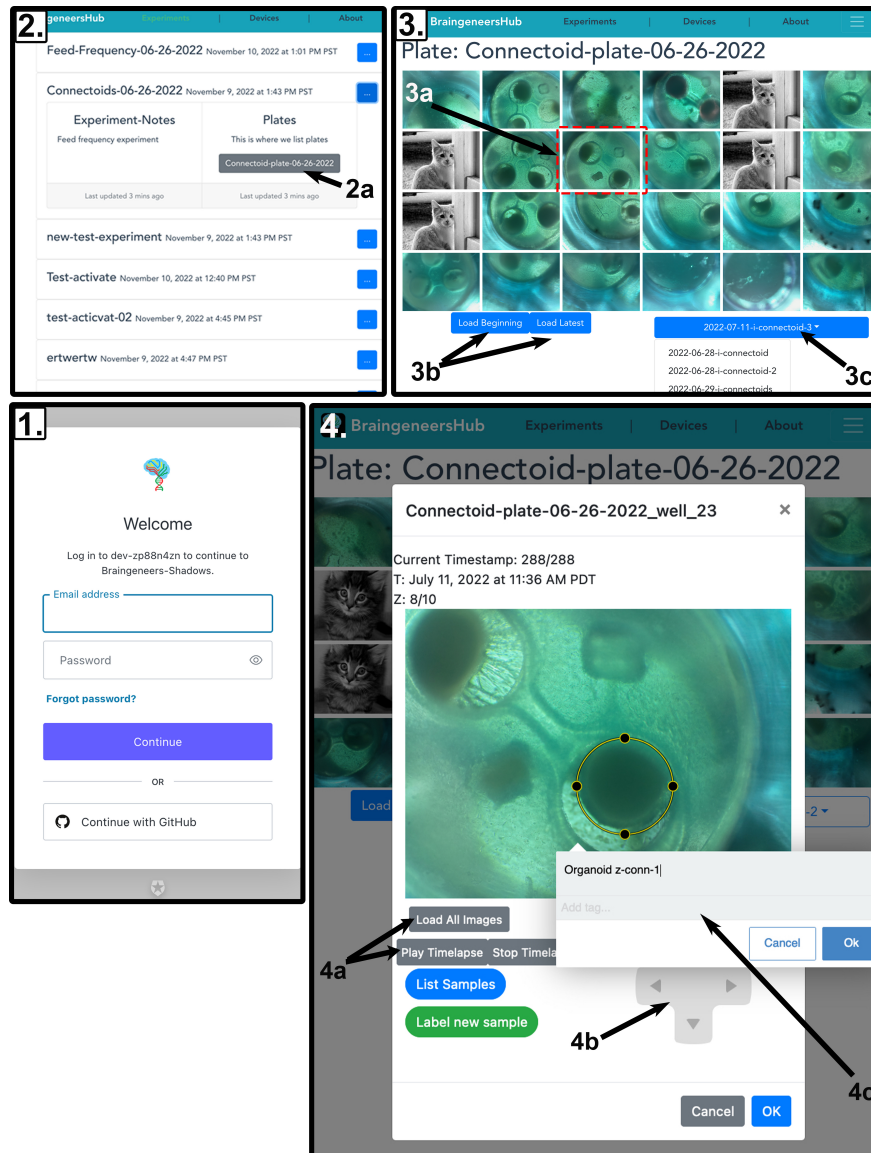 2.
geneersHub Experiments | Devices | About
Feed-Frequency-06-26-2022 November 10, 2022 at 1:01 PM PST
...
Connectoids-06-26-2022 November 9, 2022 at 1:43 PM PST
...
Experiment-Notes
Feed frequency experiment
Last updated 3 mins ago
Plates
This is where we list plates
Connectoid-plate-06-26-2022
Last updated 3 mins ago
2a
new-test-experiment November 9, 2022 at 1:43 PM PST
...
Test-activate November 10, 2022 at 12:40 PM PST
...
test-acticvat-02 November 9, 2022 at 4:45 PM PST
...
ertwertw November 9, 2022 at 4:47 PM PST
...
3.
BraingeneersHub Experiments | Devices | About
Plate: Connectoid-plate-06-26-2022
3a
Load Beginning Load Latest
3b
2022-07-11-i-connectoid-3
2022-06-28-i-connectoid
2022-06-28-i-connectoid-2
2022-06-29-i-connectoids
3c
1.
Welcome
Log in to dev-zp88n4zn to continue to
Braingeneers-Shadows.
Email address
Password
Forgot password?
Continue
OR
Continue with GitHub
4.
BraingeneersHub Experiments | Devices | About
Plate: Connectoid-plate-06-26-2022
Connectoid-plate-06-26-2022_well_23 ×
Current Timestamp: 288/288
T: July 11, 2022 at 11:36 AM PDT
Z: 8/10
Load
-2
Organoid z-conn-1
Add tag...
Cancel Ok
Load All Images
Play Timelapse Stop Timela
4a
List Samples
Label new sample
4b
4c
Cancel OK